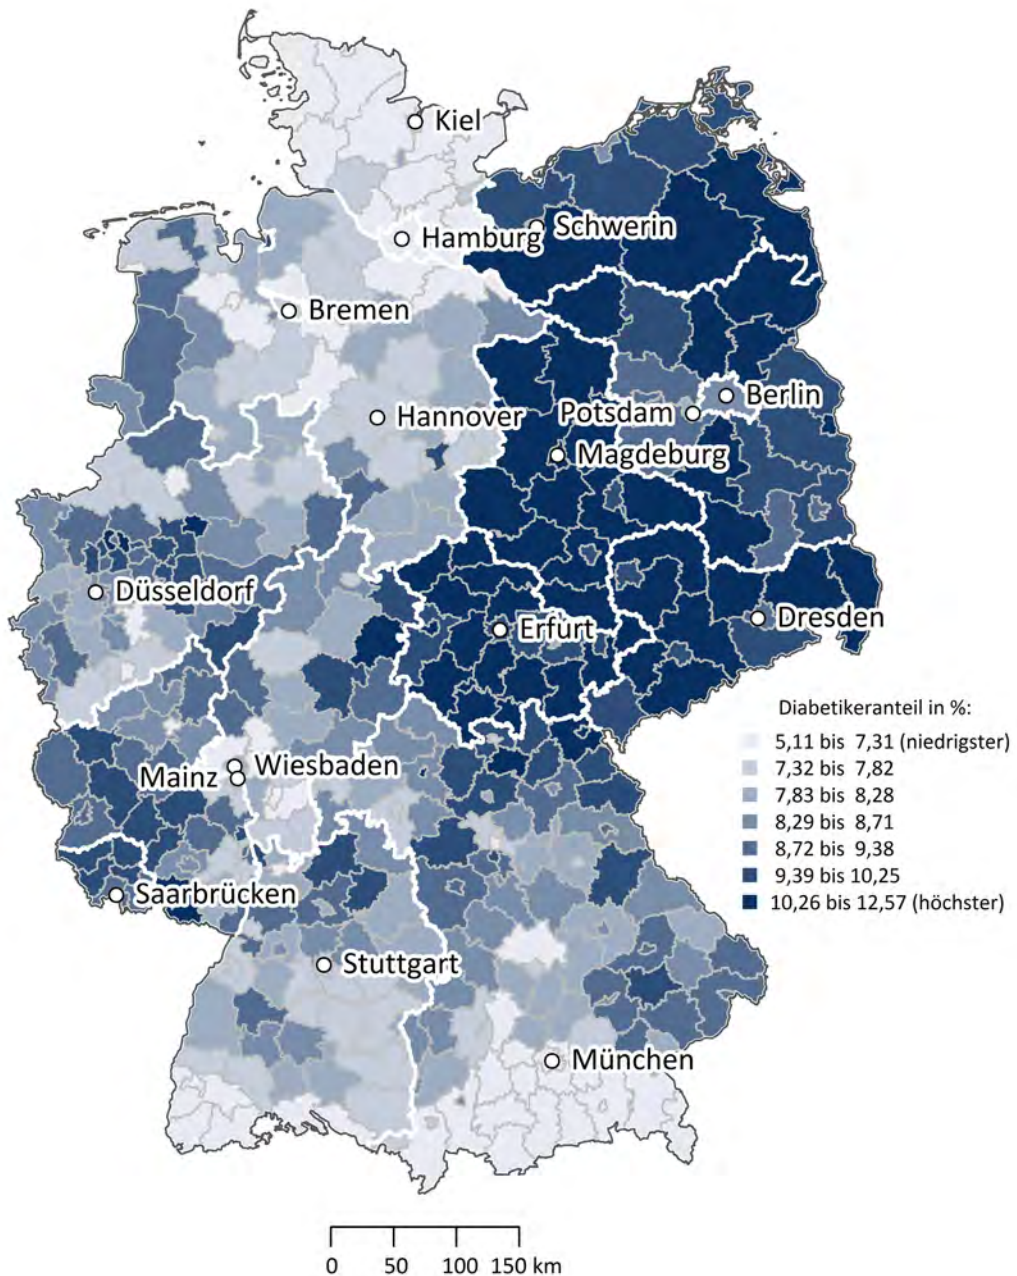 Kiel
Schwerin
Hamburg
Bremen
Berlin
Potsdam
Hannover
Magdeburg
Düsseldorf
Erfurt
Dresden
Diabetikeranteil in %:
5,11 bis 7,31 (niedrigster)
7,32 bis 7,82
7,83 bis 8,28
8,29 bis 8,71
8,72 bis 9,38
9,39 bis 10,25
10,26 bis 12,57 (höchster)
Wiesbaden
Mainz
Saarbrücken
Stuttgart
München
0 50 100 150 km